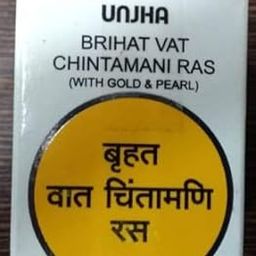 UNJHA
BRIHAT VAT
CHINTAMANI RAS
(WITH GOLD & PEARL)
बृहत
वात चिंतामणि
रस